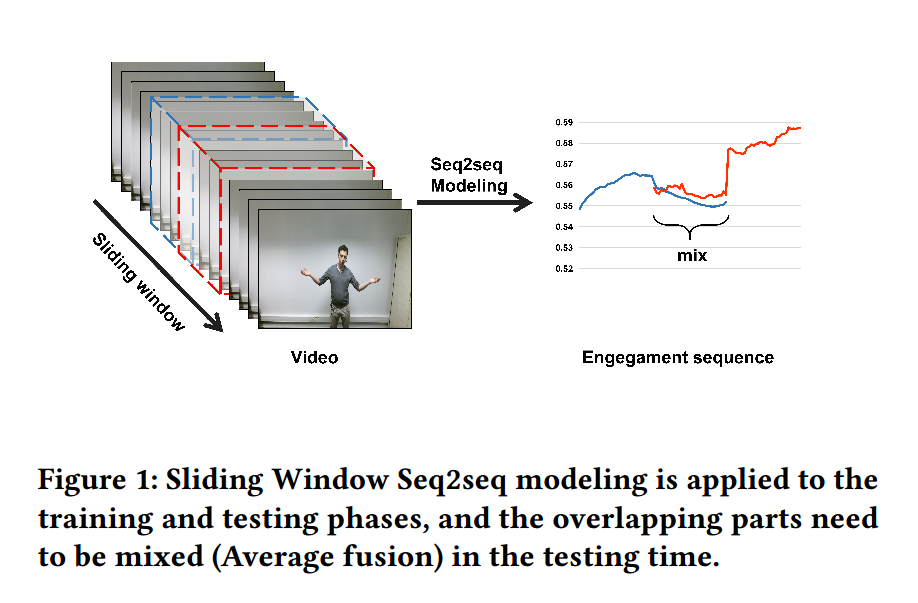 Sliding window
Video
Seq2seq
Modeling
0.59
0.68
0.57
0.56
0.55
0.54
0.53
0.52
mix
Engegament sequence
Figure 1: Sliding Window Seq2seq modeling is applied to the
training and testing phases, and the overlapping parts need
to be mixed (Average fusion) in the testing time.